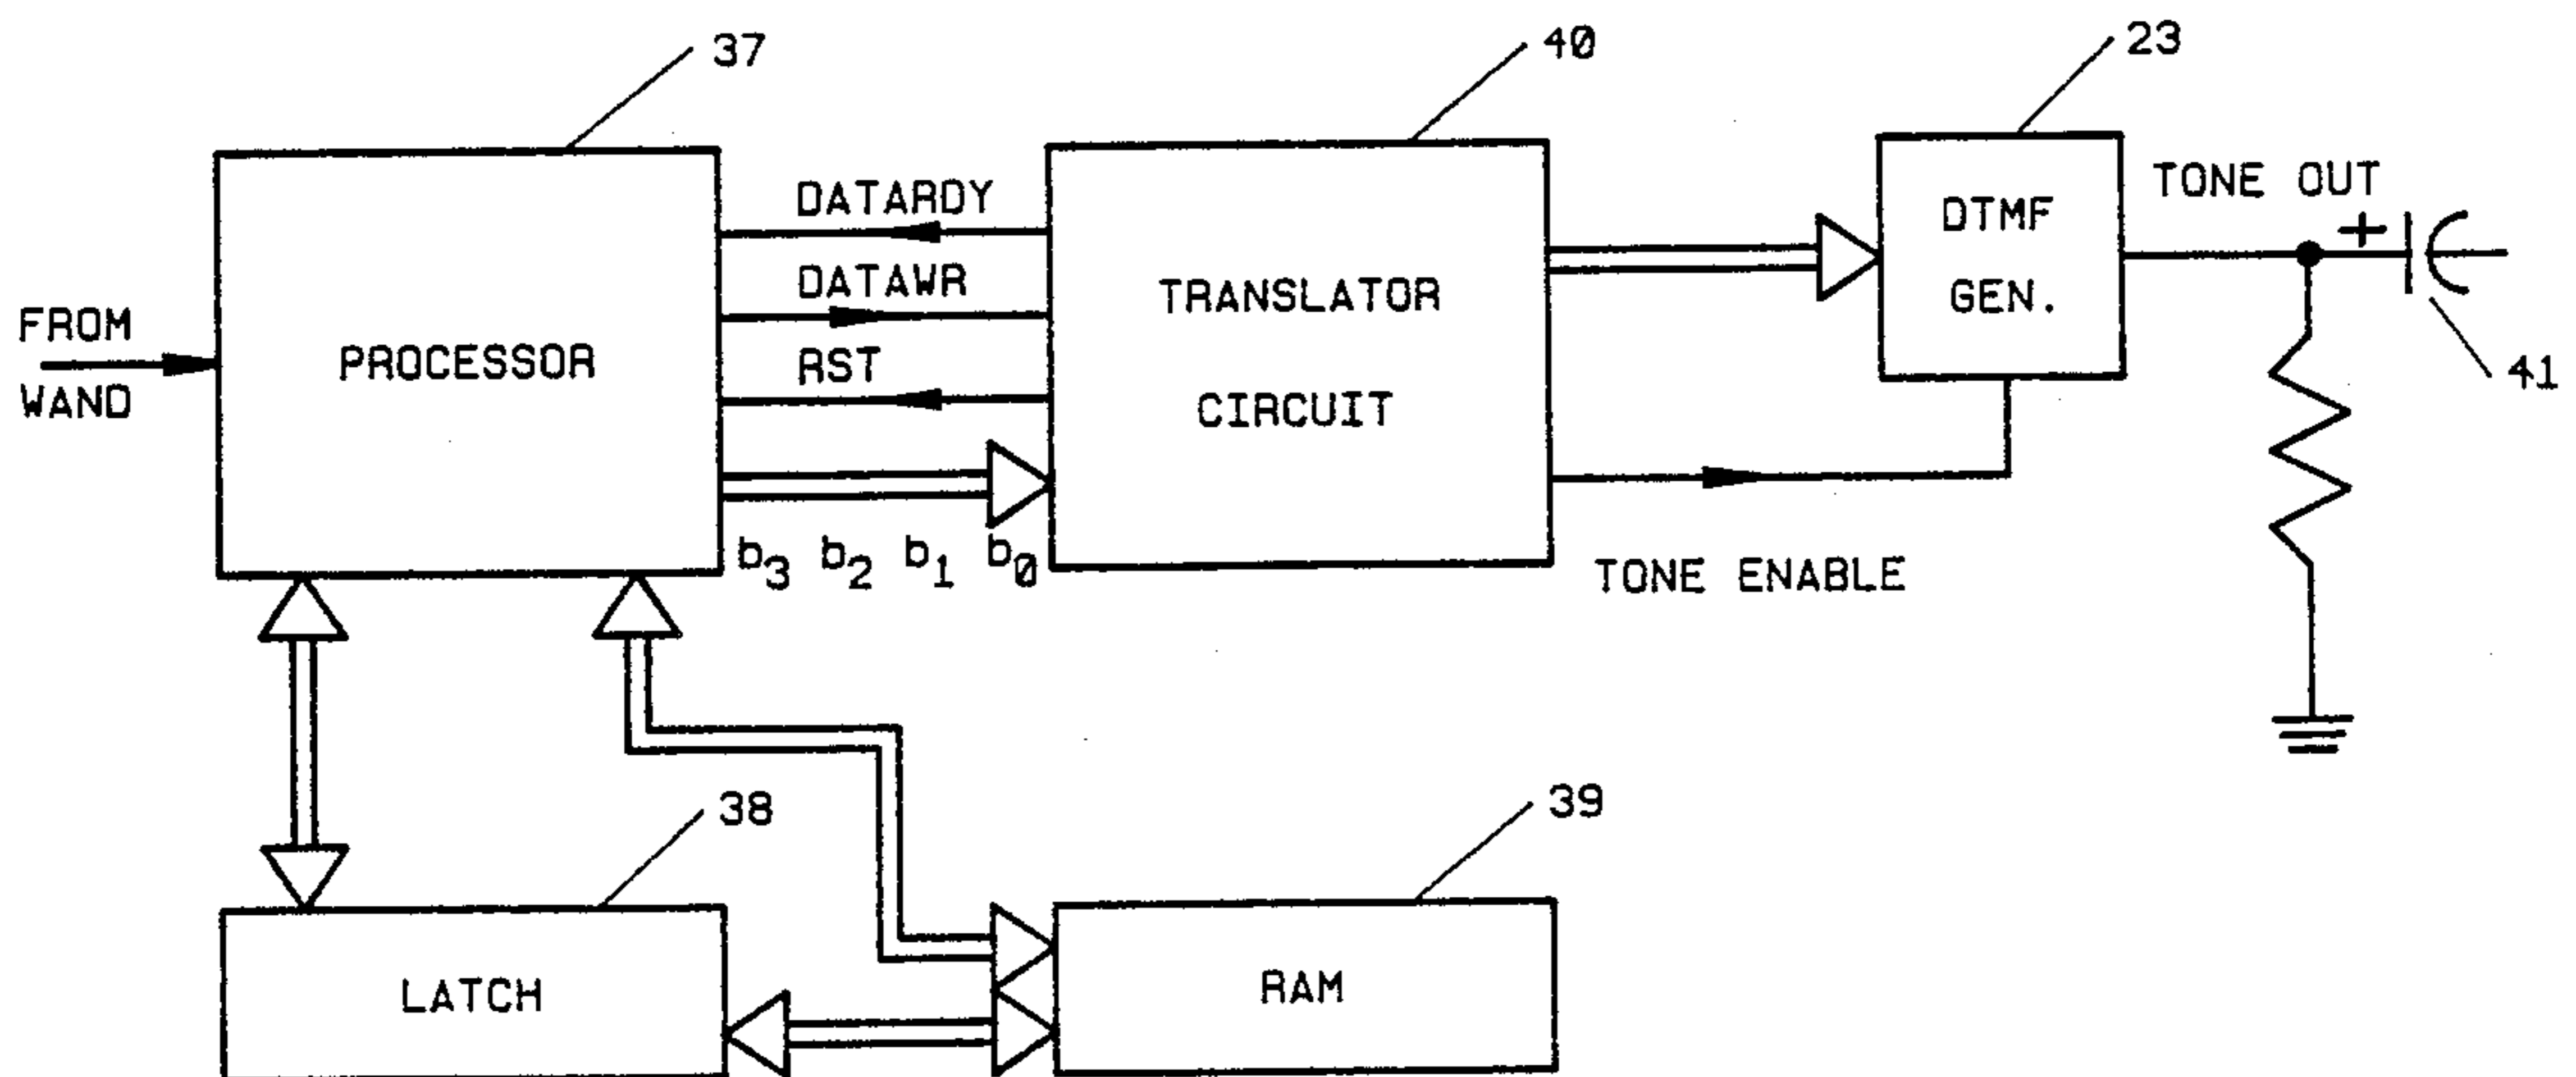 37
40
23
DATARDY
TONE OUT
DTMF
GEN.
+
DATAWR
TRANSLATOR
FROM
WAND
PROCESSOR
RST
CIRCUIT
41
b3 b2 b1 b0
TONE ENABLE
38
39
LATCH
RAM